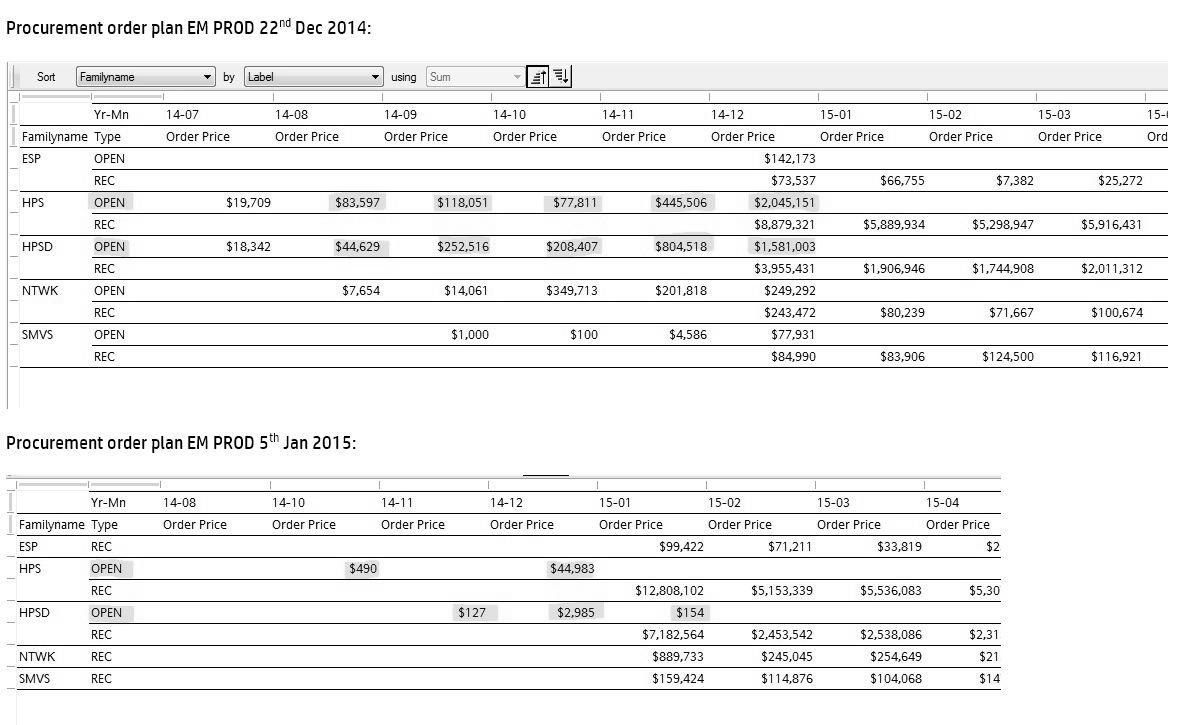 Procurement order plan EM PROD 22nd Dec 2014:
Sort Familyname by Label using Sum
Yr-Mn 14-07 14-08 14-09 14-10 14-11 14-12 15-01 15-02 15-03 15-
Familyname Type Order Price Order Price Order Price Order Price Order Price Order Price Order Price Order Price Order Price Ord
ESP OPEN $142,173
REC $73,537 $66,755 $7,382 $25,272
HPS OPEN $19,709 $83,597 $118,051 $77,811 $445,506 $2,045,151
REC $8,879,321 $5,889,934 $5,298,947 $5,916,431
HPSD OPEN $18,342 $44,629 $252,516 $208,407 $804,518 $1,581,003
REC $3,955,431 $1,906,946 $1,744,908 $2,011,312
NTWK OPEN $7,654 $14,061 $349,713 $201,818 $249,292
REC $243,472 $80,239 $71,667 $100,674
SMVS OPEN $1,000 $100 $4,586 $77,931
REC $84,990 $83,906 $124,500 $116,921
Procurement order plan EM PROD 5th Jan 2015:
Yr-Mn 14-08 14-10 14-11 14-12 15-01 15-02 15-03 15-04
Familyname Type Order Price Order Price Order Price Order Price Order Price Order Price Order Price Order Price
ESP REC $99,422 $71,211 $33,819 $2
HPS OPEN $490 $44,983
REC $12,808,102 $5,153,339 $5,536,083 $5,30
HPSD OPEN $127 $2,985 $154
REC $7,182,564 $2,453,542 $2,538,086 $2,31
NTWK REC $889,733 $245,045 $254,649 $21
SMVS REC $159,424 $114,876 $104,068 $14